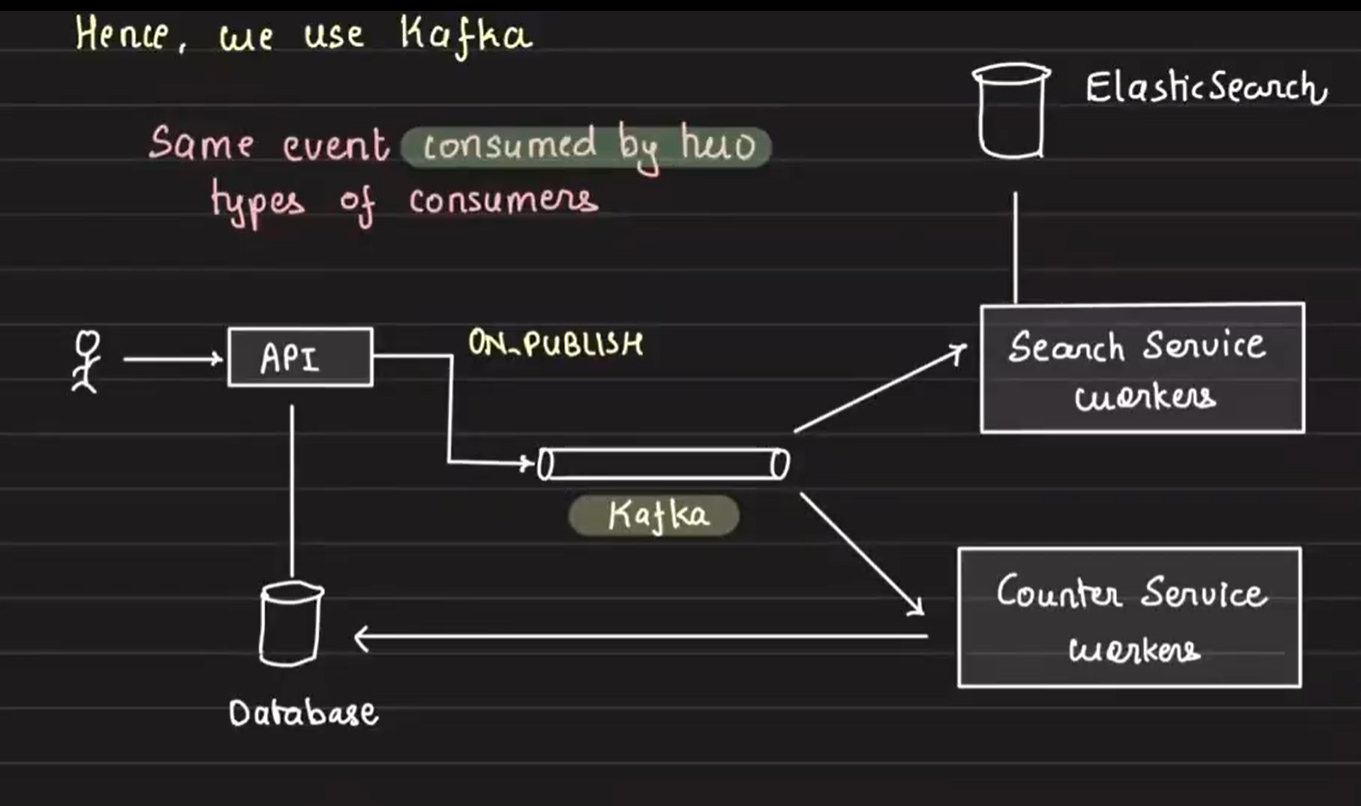 Hence, we use Kafka
ElasticSearch
Same event consumed by two
types of consumers
API
ON_PUBLISH
Search Service
workers
Kafka
Counter Service
workers
Database